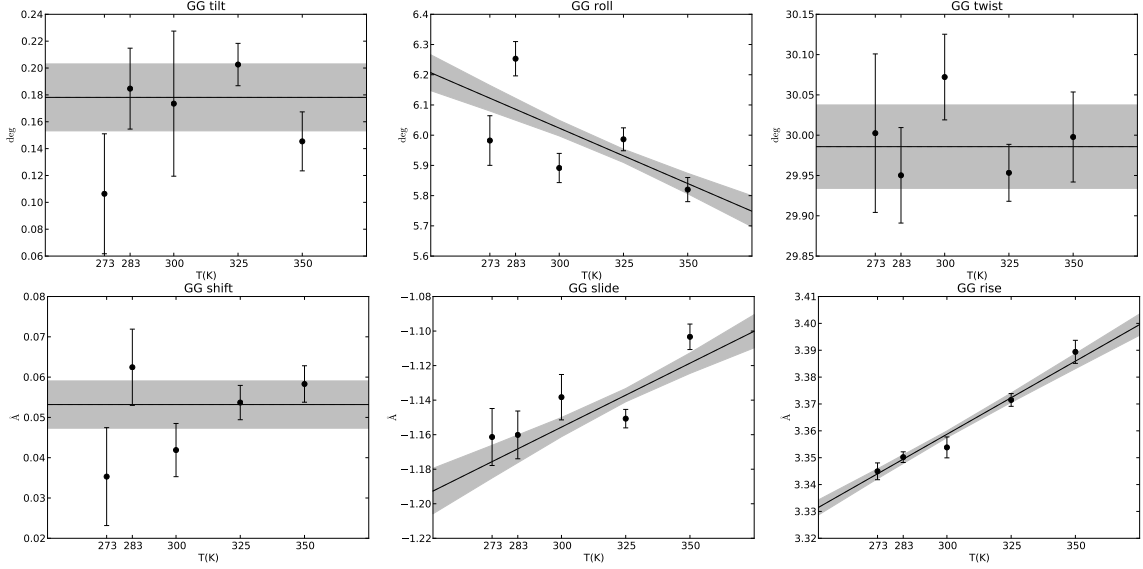 GG tilt
0.24
0.22
0.20
0.18
0.16
0.14
0.12
0.10
0.08
0.06
deg
273 283 300 325 350
T(K)
GG roll
6.4
6.3
6.2
6.1
6.0
5.9
5.8
5.7
5.6
deg
273 283 300 325 350
T(K)
GG twist
30.15
30.10
30.05
30.00
29.95
29.90
29.85
deg
273 283 300 325 350
T(K)
GG shift
0.08
0.07
0.06
0.05
0.04
0.03
0.02
Å
273 283 300 325 350
T(K)
GG slide
−1.08
−1.10
−1.12
−1.14
−1.16
−1.18
−1.20
−1.22
Å
273 283 300 325 350
T(K)
GG rise
3.41
3.40
3.39
3.38
3.37
3.36
3.35
3.34
3.33
3.32
Å
273 283 300 325 350
T(K)